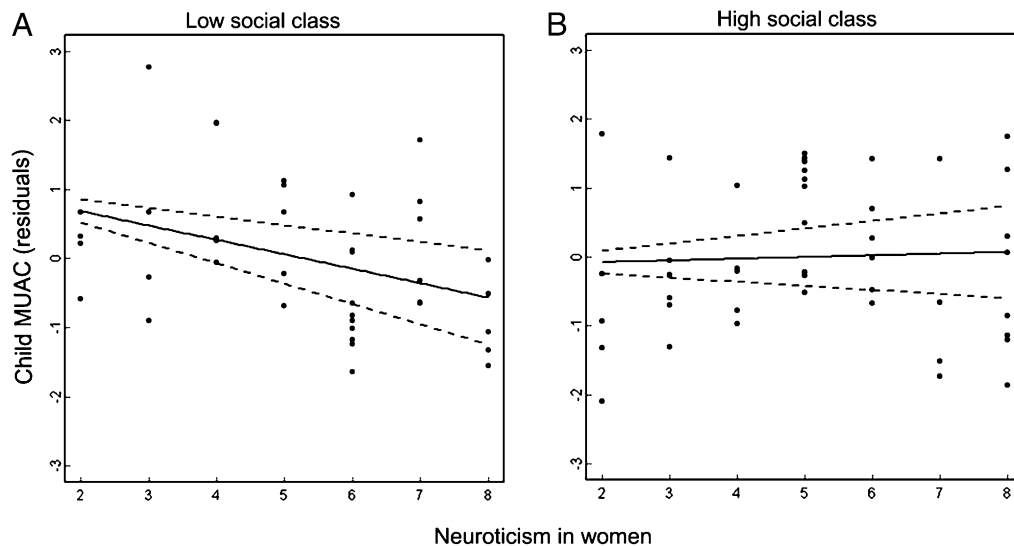 A
Low social class
B
High social class
Child MUAC (residuals)
3
2
1
0
-1
-2
-3
2 3 4 5 6 7 8
3
2
1
0
-1
-2
-3
2 3 4 5 6 7 8
Neuroticism in women